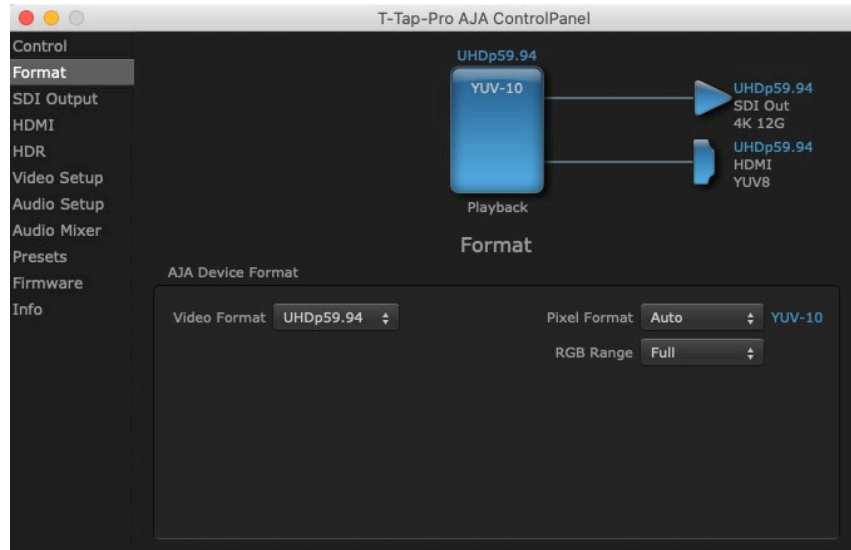 T-Tap-Pro AJA ControlPanel
Control
Format
SDI Output
HDMI
HDR
Video Setup
Audio Setup
Audio Mixer
Presets
Firmware
Info
UHDp59.94
YUV-10
Playback
UHDp59.94
SDI Out
4K 12G
UHDp59.94
HDMI
YUV8
Format
AJA Device Format
Video Format UHDp59.94
Pixel Format Auto YUV-10
RGB Range Full